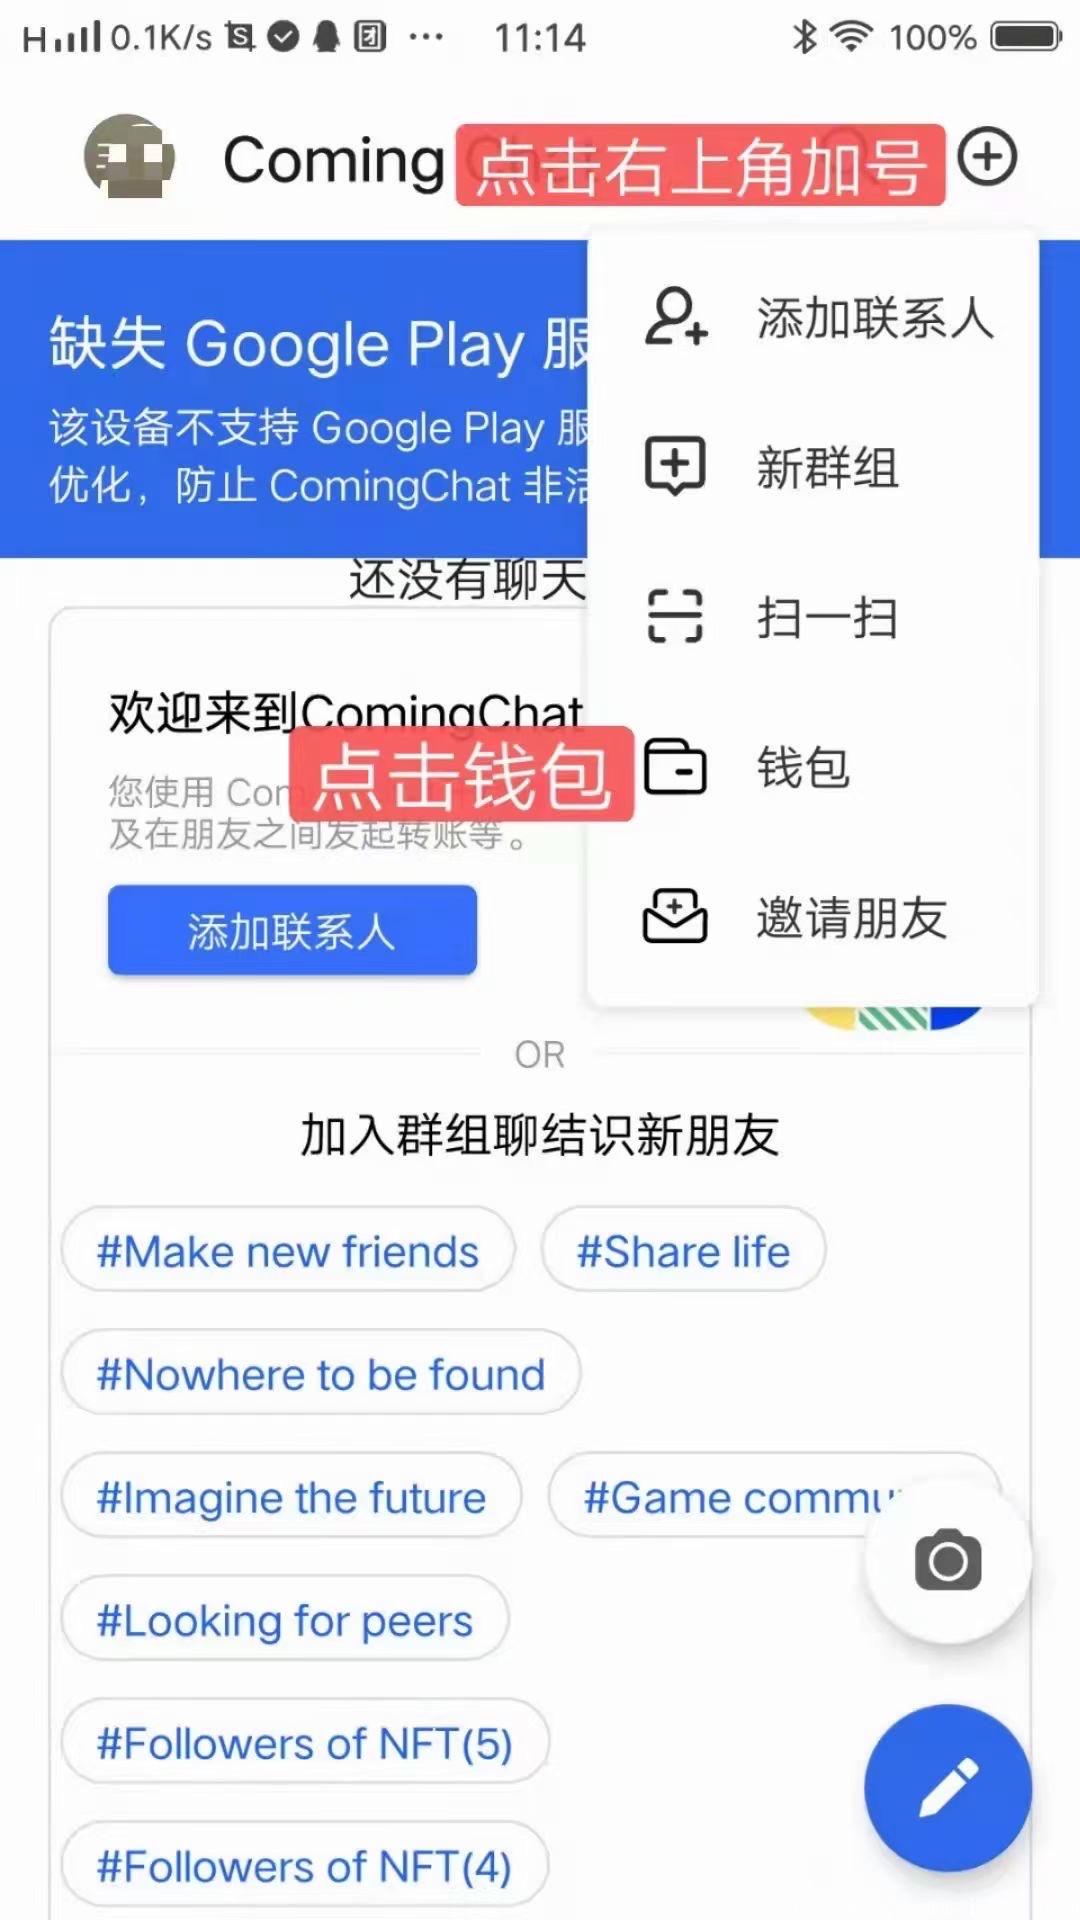 H 0.1K/s 11:14 100%
Coming
点击右上角加号
缺失 Google Play 服
该设备不支持 Google Play 服
优化，防止 ComingChat 非活
添加联系人
新群组
扫一扫
钱包
邀请朋友
还没有聊天
欢迎来到ComingChat
点击钱包
您使用 Com
及在朋友之间发起转账等。
添加联系人
OR
加入群组聊结识新朋友
#Make new friends
#Share life
#Nowhere to be found
#Imagine the future
#Game commu
#Looking for peers
#Followers of NFT(5)
#Followers of NFT(4)